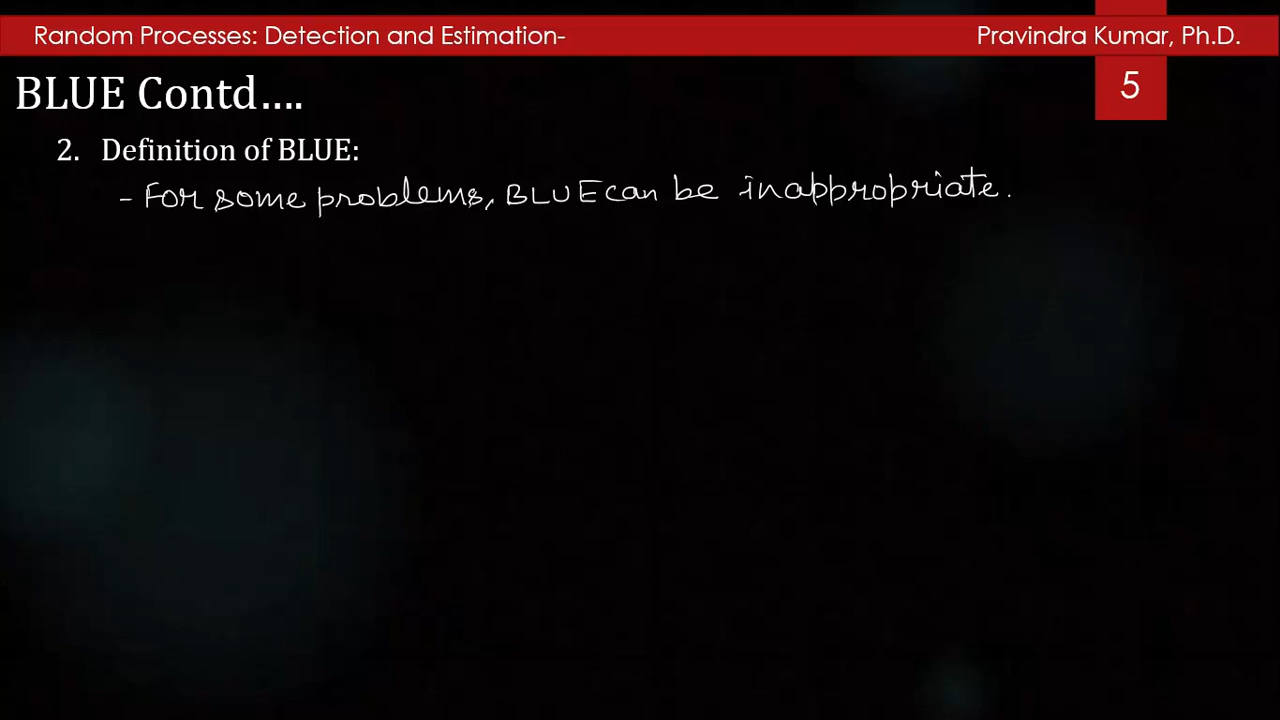 Random Processes: Detection and Estimation-
Pravindra Kumar, Ph.D.
BLUE Contd....
5
2. Definition of BLUE:
- For some problems, BLUE can be inappropriate.